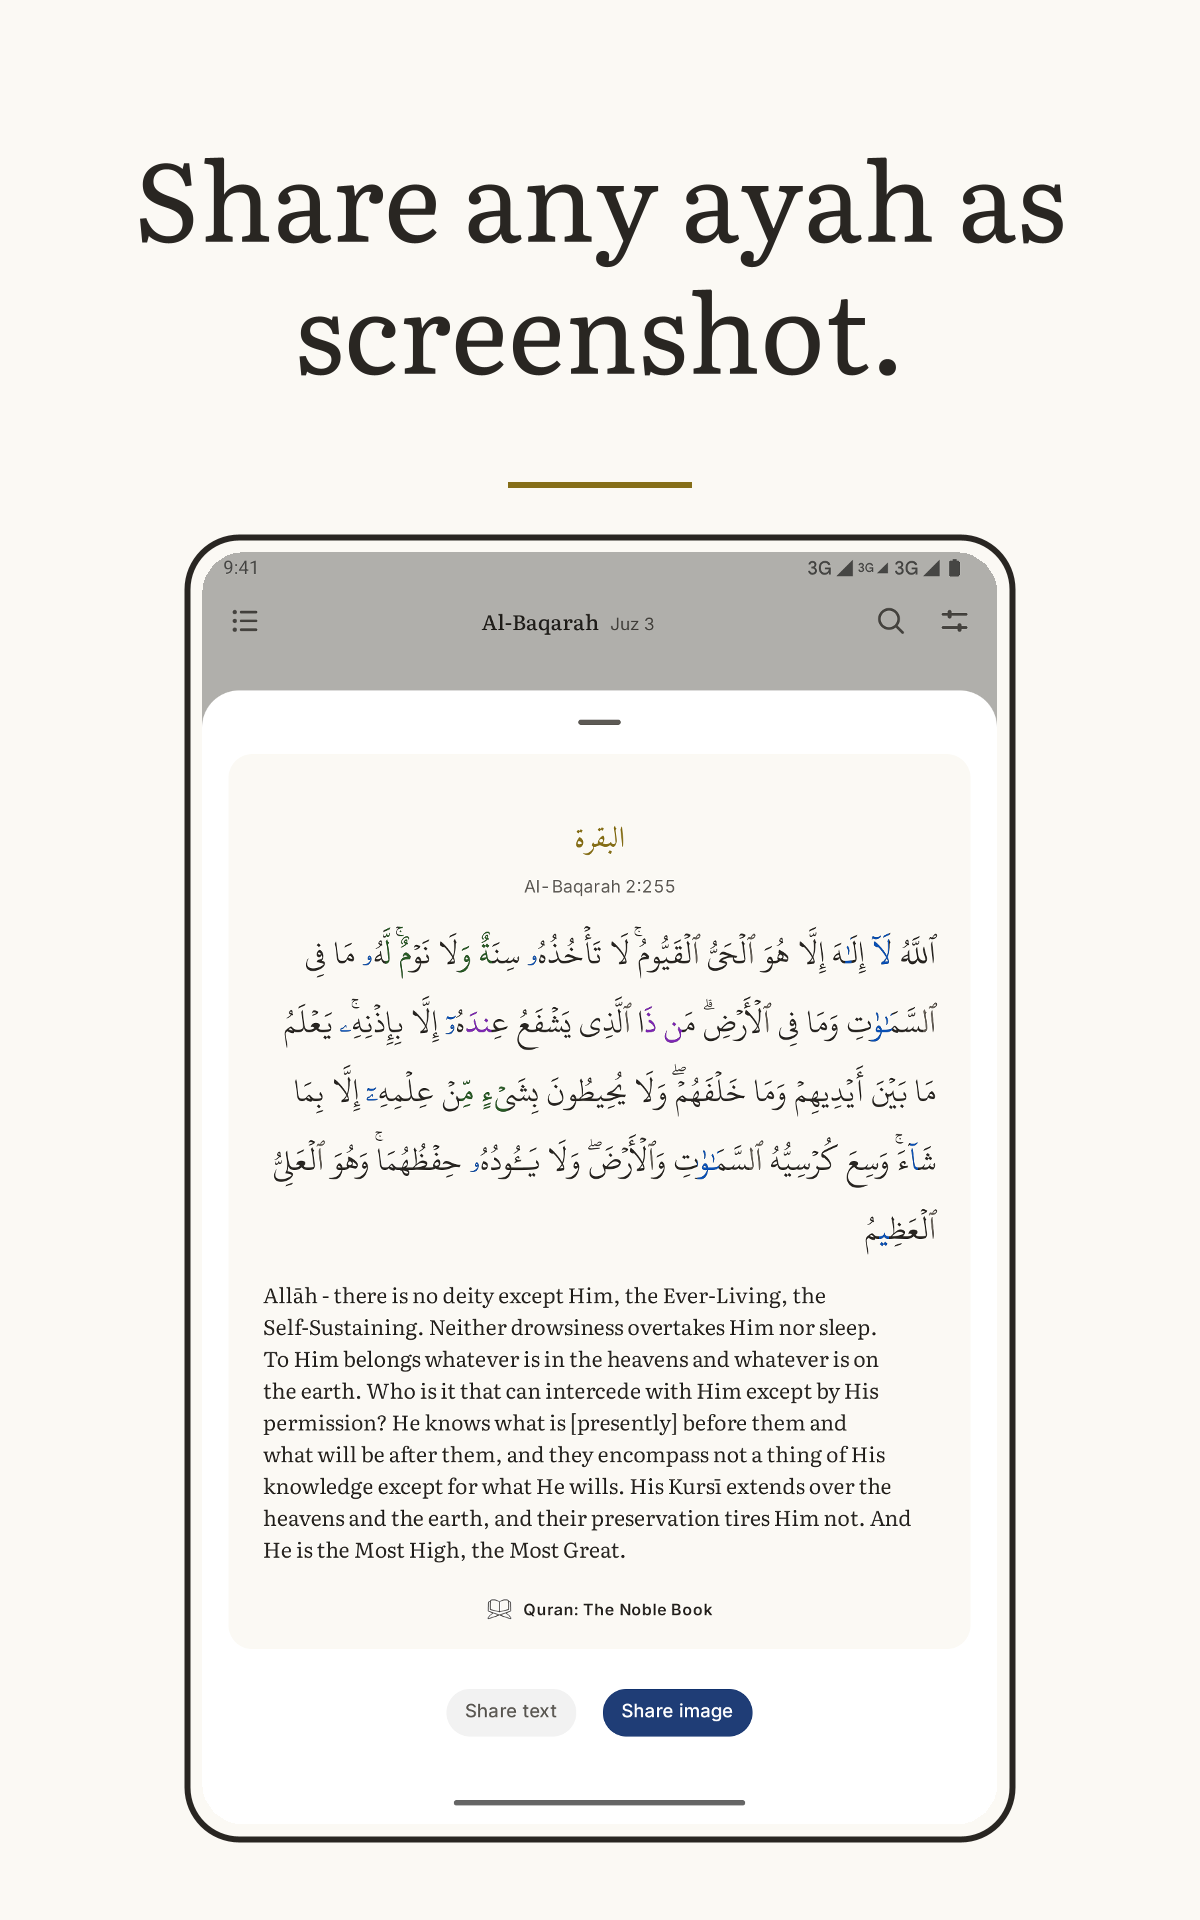 Share any ayah as
screenshot.
9:41
3G 3G 3G
Al-Baqarah Juz 3
البقرة
Al-Baqarah 2:255
ٱللَّهُ لَآ إِلَـٰهَ إِلَّا هُوَ ٱلْحَىُّ ٱلْقَيُّومُ ۚ لَا تَأْخُذُهُۥ سِنَةٌ وَلَا نَوْمٌ ۚ لَّهُۥ مَا فِى
ٱلسَّمَـٰوَٰتِ وَمَا فِى ٱلْأَرْضِ ۗ مَن ذَا ٱلَّذِى يَشْفَعُ عِندَهُۥٓ إِلَّا بِإِذْنِهِۦ ۚ يَعْلَمُ
مَا بَيْنَ أَيْدِيهِمْ وَمَا خَلْفَهُمْ ۖ وَلَا يُحِيطُونَ بِشَىْءٍ مِّنْ عِلْمِهِۦٓ إِلَّا بِمَا
شَآءَ ۚ وَسِعَ كُرْسِيُّهُ ٱلسَّمَـٰوَٰتِ وَٱلْأَرْضَ ۖ وَلَا يَـُٔودُهُۥ حِفْظُهُمَا ۚ وَهُوَ ٱلْعَلِىُّ
ٱلْعَظِيمُ
Allāh - there is no deity except Him, the Ever-Living, the
Self-Sustaining. Neither drowsiness overtakes Him nor sleep.
To Him belongs whatever is in the heavens and whatever is on
the earth. Who is it that can intercede with Him except by His
permission? He knows what is [presently] before them and
what will be after them, and they encompass not a thing of His
knowledge except for what He wills. His Kursī extends over the
heavens and the earth, and their preservation tires Him not. And
He is the Most High, the Most Great.
Quran: The Noble Book
Share text Share image